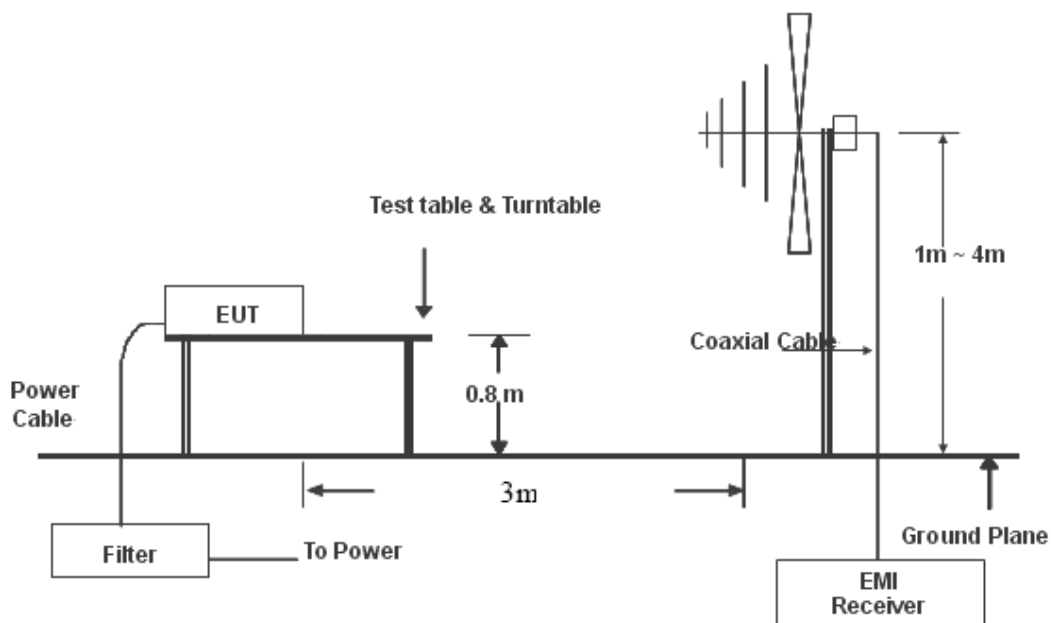 Test table & Turntable
1m ~ 4m
EUT
Coaxial Cable
0.8 m
Power
Cable
3m
Ground Plane
Filter
To Power
EMI
Receiver